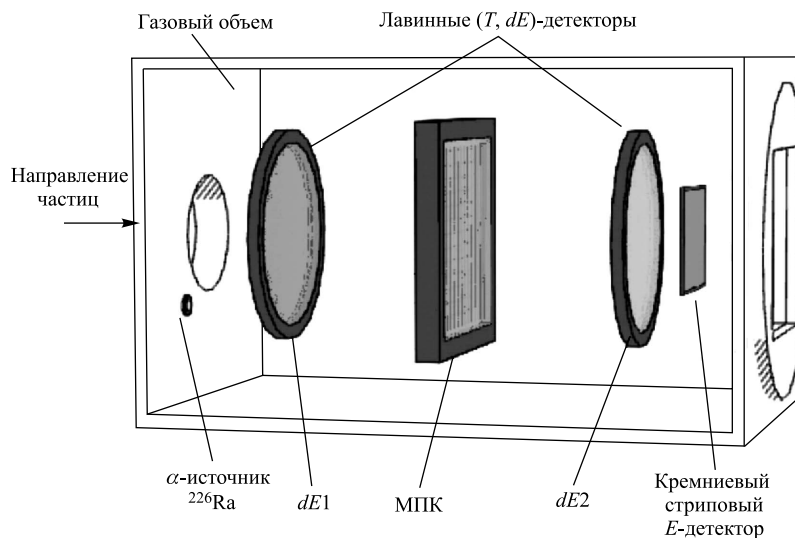 Газовый объем
Лавинные (T, dE)-детекторы
Направление
частиц
α-источник
²²⁶Ra
dE1
МПК
dE2
Кремниевый
стриповый
E-детектор